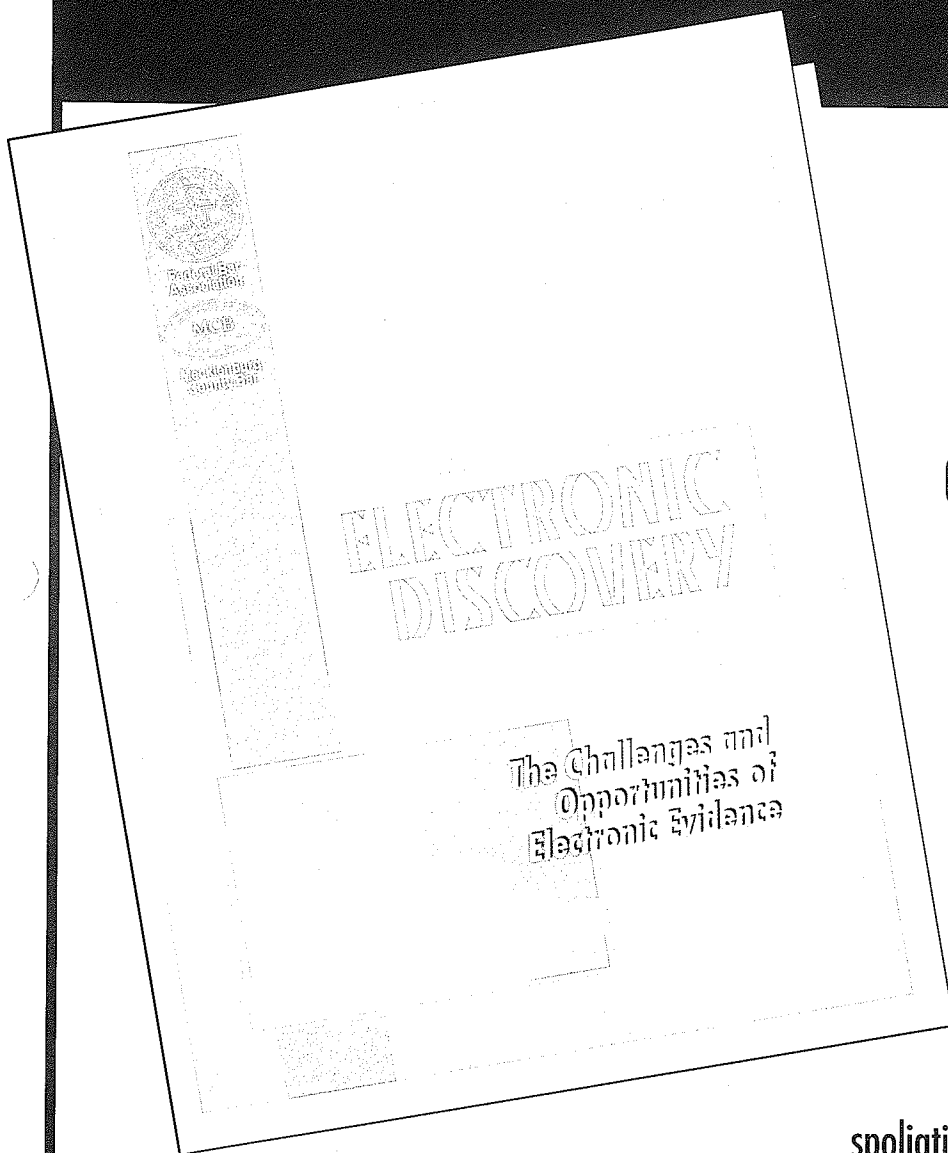 Federal Bar
Association
MCB
Mecklenburg
County Bar
ELECTRONIC
DISCOVERY
The Challenges and
Opportunities of
Electronic Evidence